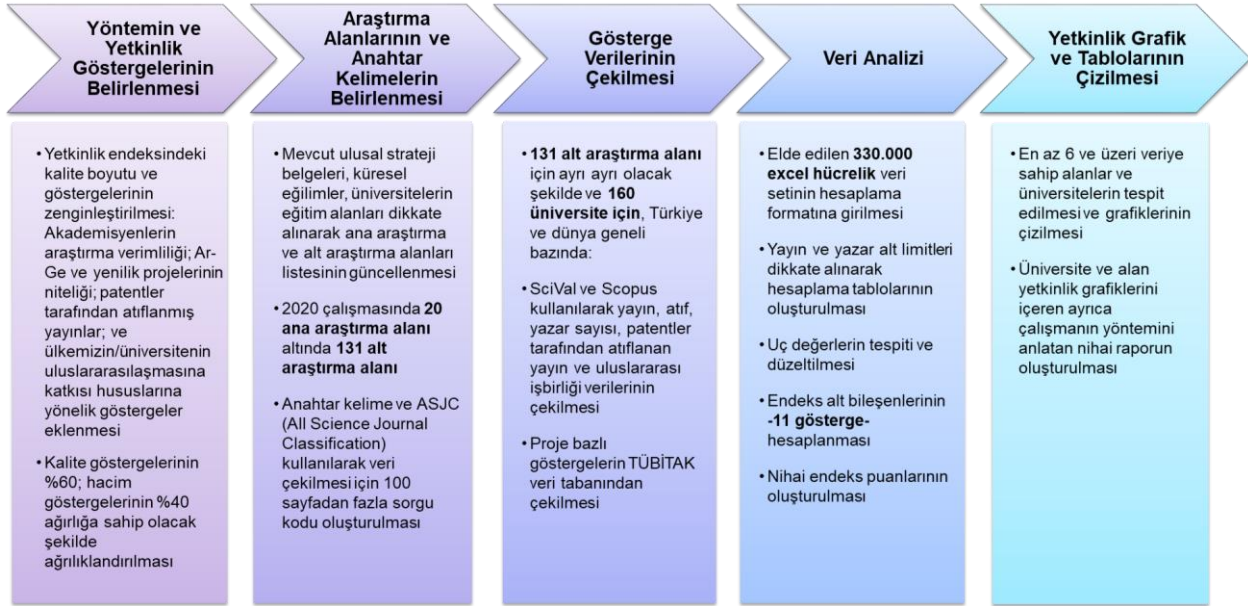 Yöntemin ve
Yetkinlik
Göstergelerinin
Belirlenmesi
• Yetkinlik endeksindeki
kalite boyutu ve
göstergelerinin
zenginleştirilmesi:
Akademisyenlerin
araştırma verimliliği; Ar-
Ge ve yenilik projelerinin
niteliği; patentler
tarafından atıflanmış
yayınlar; ve
ülkemizin/üniversitenin
uluslararasılaşmasına
katkısı hususlarına
yönelik göstergeler
eklenmesi
• Kalite göstergelerinin
%60; hacim
göstergelerinin %40
ağırlığa sahip olacak
şekilde
ağrılıklandırılması
Araştırma
Alanlarının ve
Anahtar
Kelimelerin
Belirlenmesi
• Mevcut ulusal strateji
belgeleri, küresel
eğilimler, üniversitelerin
eğitim alanları dikkate
alınarak ana araştırma
ve alt araştırma alanları
listesinin güncellenmesi
• 2020 çalışmasında 20
ana araştırma alanı
altında 131 alt
araştırma alanı
• Anahtar kelime ve ASJC
(All Science Journal
Classification)
kullanılarak veri
çekilmesi için 100
sayfadan fazla sorgu
kodu oluşturulması
Gösterge
Verilerinin
Çekilmesi
• 131 alt araştırma alanı
için ayrı ayrı olacak
şekilde ve 160
üniversite için, Türkiye
ve dünya geneli
bazında:
• SciVal ve Scopus
kullanılarak yayın, atıf,
yazar sayısı, patentler
tarafından atıflanan
yayın ve uluslararası
işbirliği verilerinin
çekilmesi
• Proje bazlı
göstergelerin TÜBİTAK
veri tabanından
çekilmesi
Veri Analizi
• Elde edilen 330.000
excel hücrelik veri
setinin hesaplama
formatına girilmesi
• Yayın ve yazar alt limitleri
dikkate alınarak
hesaplama tablolarının
oluşturulması
• Uç değerlerin tespiti ve
düzeltilmesi
• Endeks alt bileşenlerinin
-11 gösterge-
hesaplanması
• Nihai endeks puanlarının
oluşturulması
Yetkinlik Grafik
ve Tablolarının
Çizilmesi
• En az 6 ve üzeri veriye
sahip alanlar ve
üniversitelerin tespit
edilmesi ve grafiklerinin
çizilmesi
• Üniversite ve alan
yetkinlik grafiklerini
içeren ayrıca
çalışmanın yöntemini
anlatan nihai raporun
oluşturulması